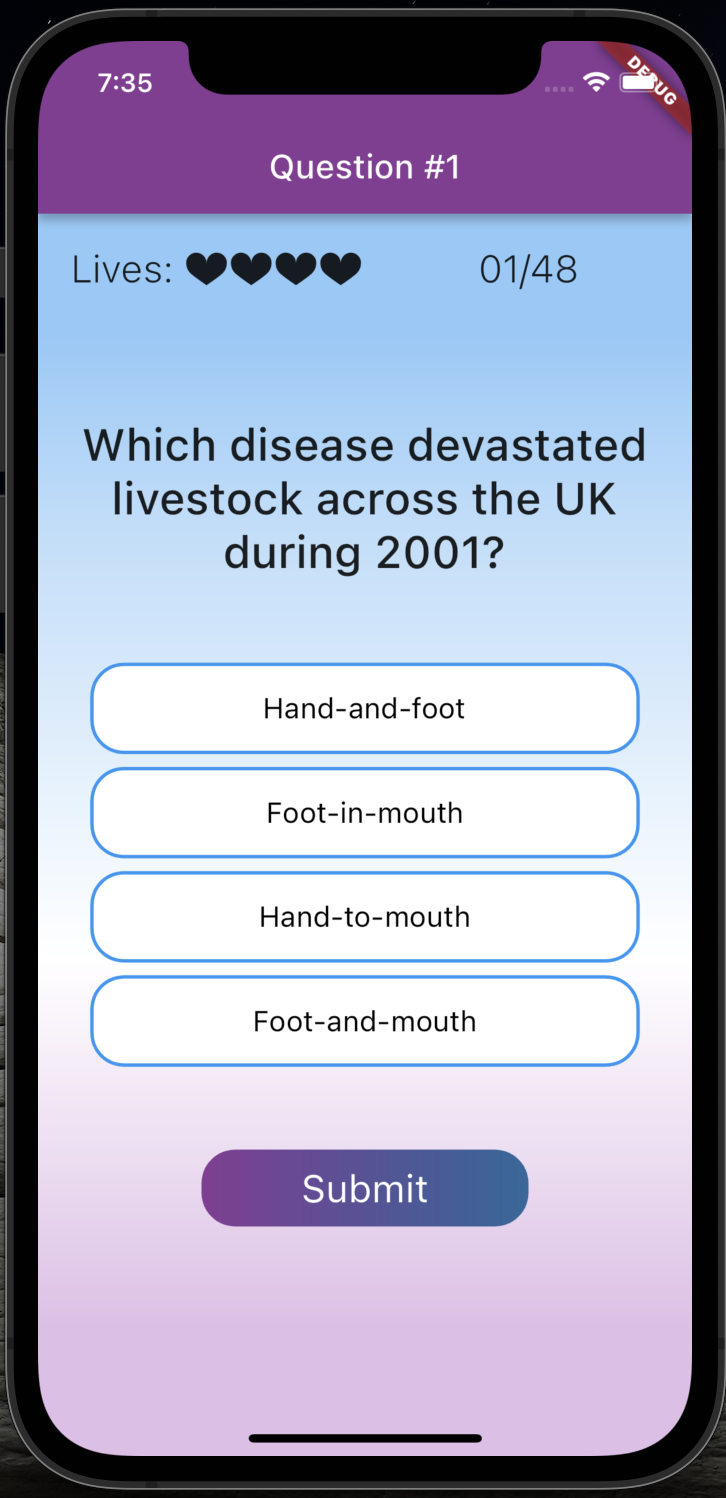 7:35
DEBUG
Question #1
Lives: 01/48
Which disease devastated
livestock across the UK
during 2001?
Hand-and-foot
Foot-in-mouth
Hand-to-mouth
Foot-and-mouth
Submit